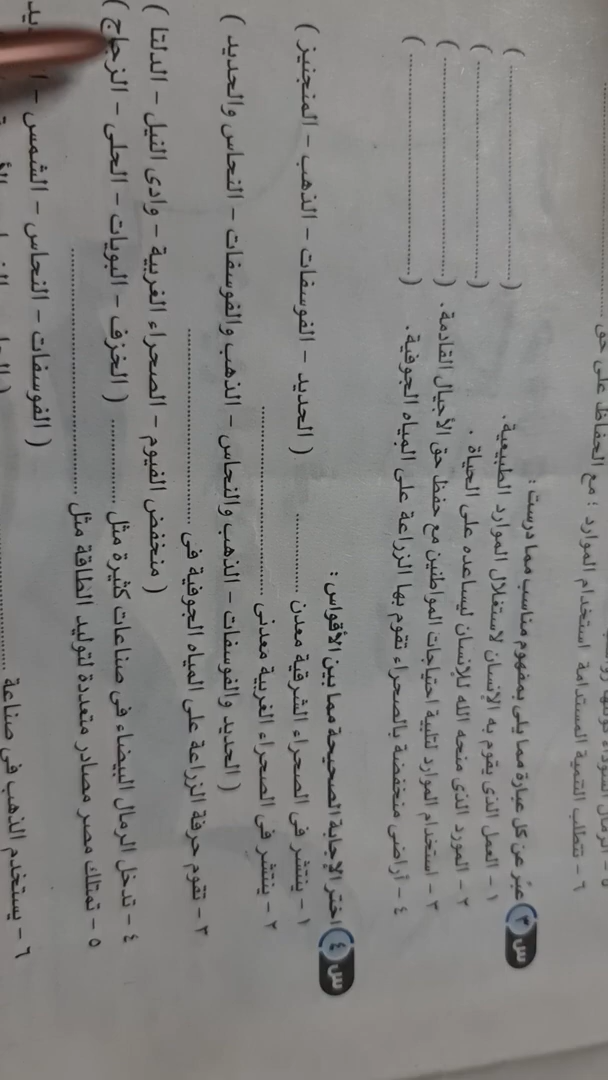 الحفاظ على حق
٦ - تتطلب التنمية المستدامة استخدام الموارد : مع
س ٣ عبر عن كل عبارة مما يلى بمفهوم مناسب مما درست :
١ - العمل الذى يقوم به الإنسان لاستغلال الموارد الطبيعية . (....................)
٢ - المورد الذى منحه الله للإنسان ليساعده على الحياة . (....................)
٣ - استخدام الموارد لتلبية احتياجات المواطنين مع حفظ حق الأجيال القادمة . (....................)
٤ - أراضى منخفضة بالصحراء تقوم بها الزراعة على المياه الجوفية . (....................)
س ٤ اختر الإجابة الصحيحة مما بين الأقواس :
١ - ينتشر فى الصحراء الشرقية معدن .................... ( الحديد - الفوسفات - الذهب - المنجنيز )
٢ - ينتشر فى الصحراء الغربية معدنى ....................
( الحديد والفوسفات - الذهب والنحاس - الذهب والفوسفات - النحاس والحديد )
٣ - تقوم حرفة الزراعة على المياه الجوفية فى ....................
( منخفض الفيوم - الصحراء الغربية - وادى النيل - الدلتا )
٤ - تدخل الرمال البيضاء فى صناعات كثيرة مثل .......... ( الخزف - البويات - الحلى - الزجاج )
٥ - تمتلك مصر مصادر متعددة لتوليد الطاقة مثل ....................
( الفوسفات - النحاس - الشمس -
٦ - يستخدم الذهب فى صناعة ..........